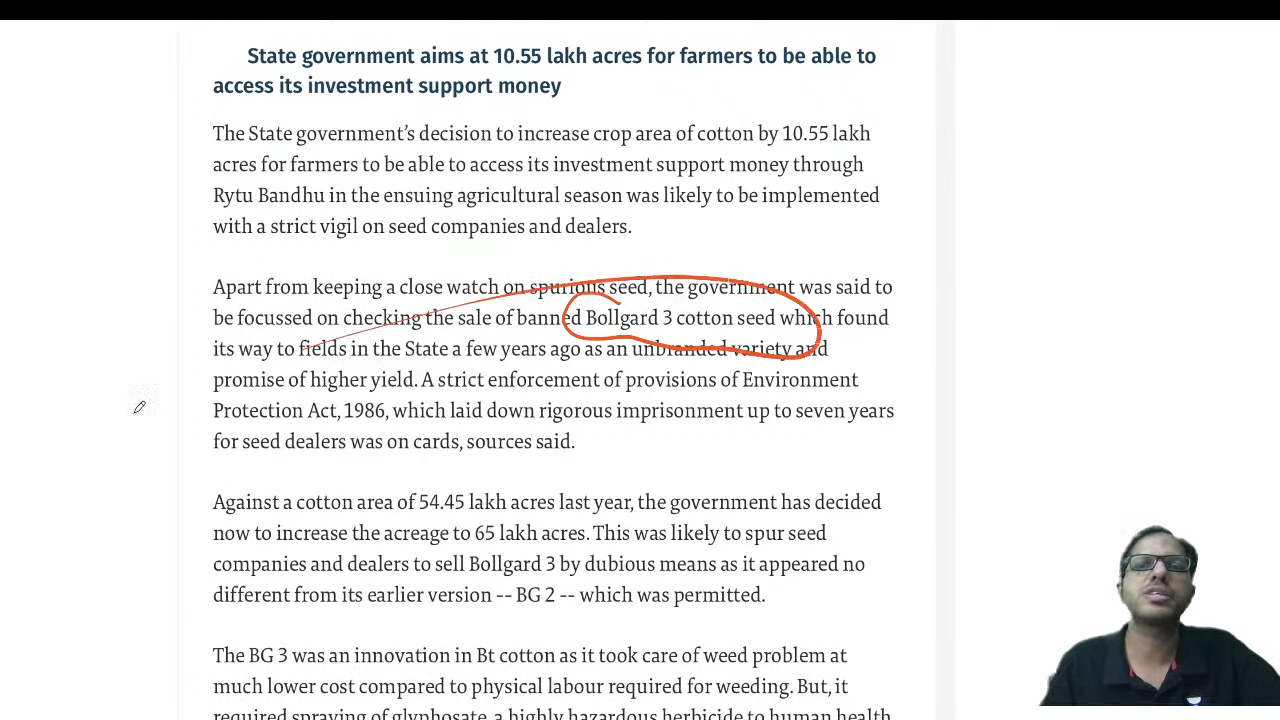 State government aims at 10.55 lakh acres for farmers to be able to
access its investment support money
The State government’s decision to increase crop area of cotton by 10.55 lakh
acres for farmers to be able to access its investment support money through
Rytu Bandhu in the ensuing agricultural season was likely to be implemented
with a strict vigil on seed companies and dealers.
Apart from keeping a close watch on spurious seed, the government was said to
be focussed on checking the sale of banned Bollgard 3 cotton seed which found
its way to fields in the State a few years ago as an unbranded variety and
promise of higher yield. A strict enforcement of provisions of Environment
Protection Act, 1986, which laid down rigorous imprisonment up to seven years
for seed dealers was on cards, sources said.
Against a cotton area of 54.45 lakh acres last year, the government has decided
now to increase the acreage to 65 lakh acres. This was likely to spur seed
companies and dealers to sell Bollgard 3 by dubious means as it appeared no
different from its earlier version -- BG 2 -- which was permitted.
The BG 3 was an innovation in Bt cotton as it took care of weed problem at
much lower cost compared to physical labour required for weeding. But, it
required spraying of glyphosate, a highly hazardous herbicide to human health